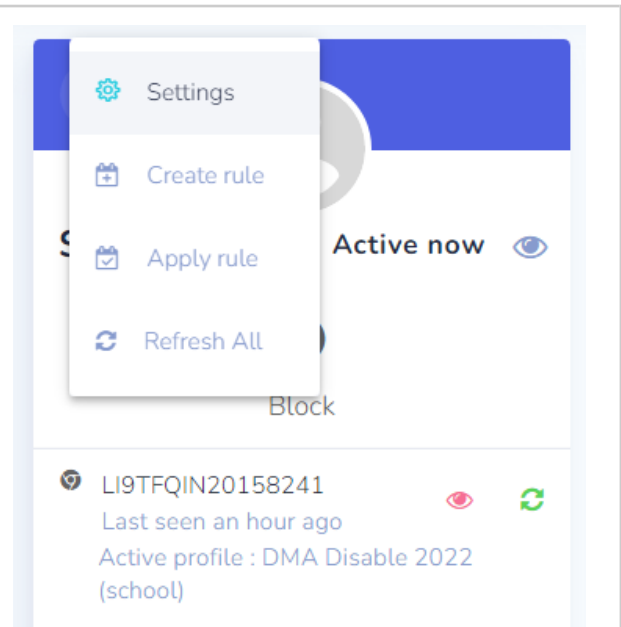 Settings
Create rule
Apply rule
Refresh All
Active now
Block
LI9TFQIN20158241
Last seen an hour ago
Active profile : DMA Disable 2022
(school)